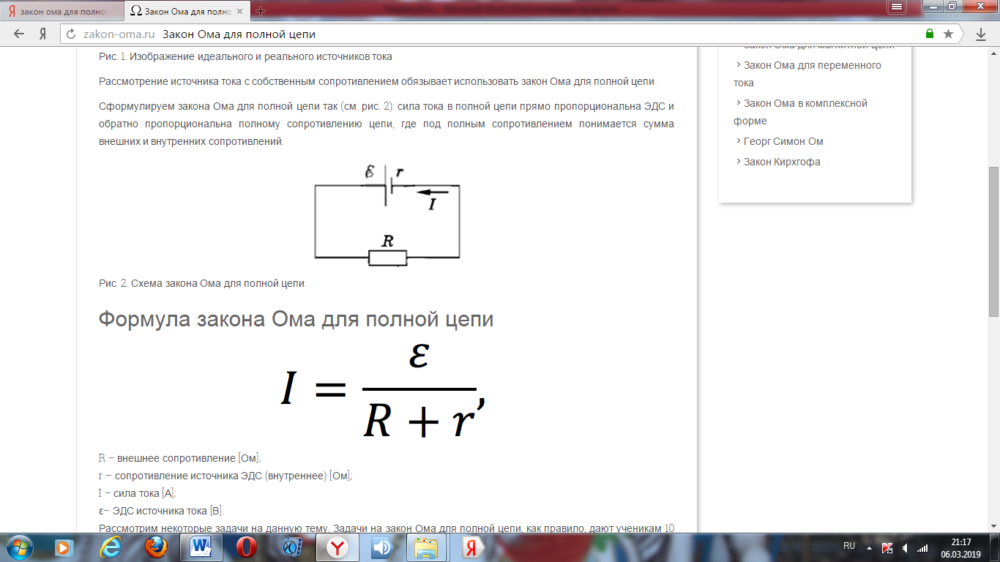 закон ома для полно
Закон Ома для полно
zakon-oma.ru Закон Ома для полной цепи
Рис. 1. Изображение идеального и реального источников тока
Рассмотрение источника тока с собственным сопротивлением обязывает использовать закон Ома для полной цепи.
Сформулируем закона Ома для полной цепи так (см. рис. 2): сила тока в полной цепи прямо пропорциональна ЭДС и
обратно пропорциональна полному сопротивлению цепи, где под полным сопротивлением понимается сумма
внешних и внутренних сопротивлений.
ℰ r
I
R
Рис. 2. Схема закона Ома для полной цепи.
Формула закона Ома для полной цепи
I = ε / (R + r),
R – внешнее сопротивление [Ом];
r – сопротивление источника ЭДС (внутреннее) [Ом];
I – сила тока [А];
ε– ЭДС источника тока [В].
Рассмотрим некоторые задачи на данную тему. Задачи на закон Ома для полной цепи, как правило, дают ученикам 10
Закон Ома для магнитной цепи
Закон Ома для переменного
тока
Закон Ома в комплексной
форме
Георг Симон Ом
Закон Кирхгофа
RU
21:17
06.03.2019